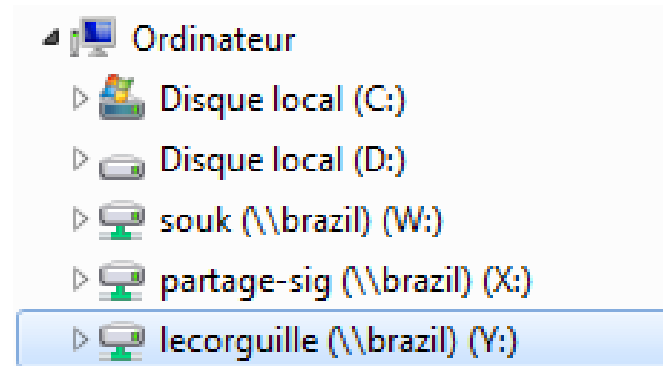 Ordinateur
Disque local (C:)
Disque local (D:)
souk (\\brazil) (W:)
partage-sig (\\brazil) (X:)
lecorguille (\\brazil) (Y:)